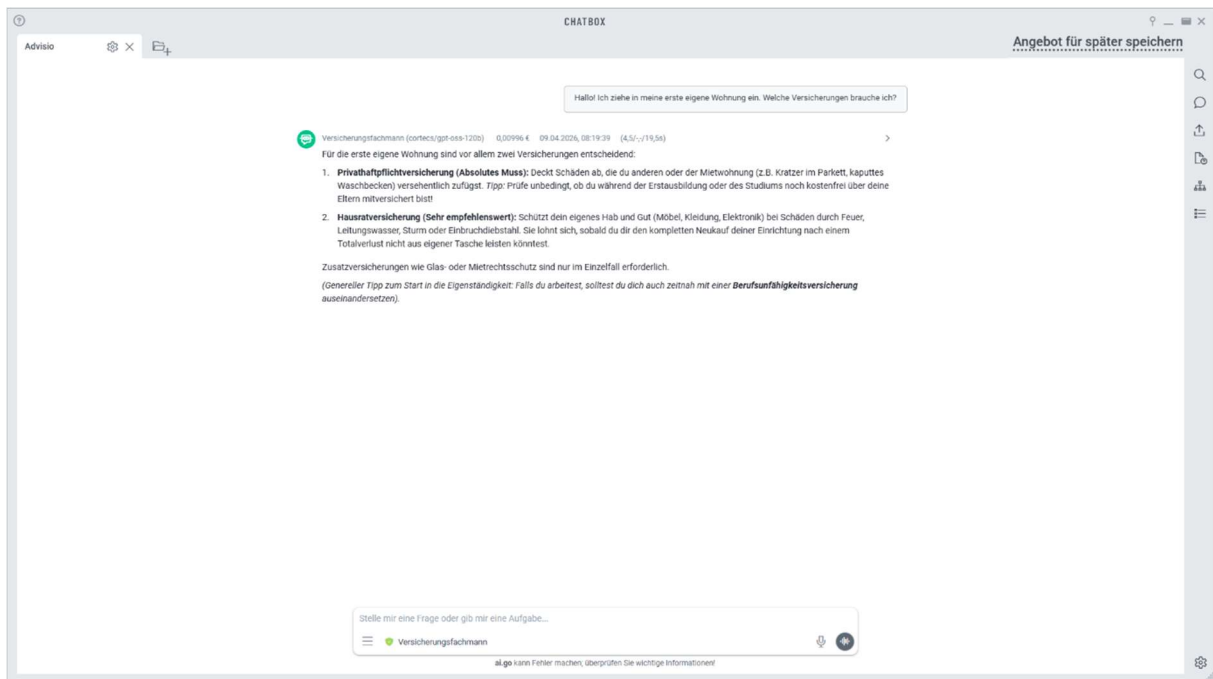 CHATBOX
Advisio
Angebot für später speichern
Hallo! Ich ziehe in meine erste eigene Wohnung ein. Welche Versicherungen brauche ich?
Versicherungsfachmann (cortecs/gpt-oss-120b) 0,00996 € 09.04.2026, 08:19:39 (4,5/-,-/19,5s)
Für die erste eigene Wohnung sind vor allem zwei Versicherungen entscheidend:
1. Privathaftpflichtversicherung (Absolutes Muss): Deckt Schäden ab, die du anderen oder der Mietwohnung (z.B. Kratzer im Parkett, kaputtes
Waschbecken) versehentlich zufügst. Tipp: Prüfe unbedingt, ob du während der Erstausbildung oder des Studiums noch kostenfrei über deine
Eltern mitversichert bist!
2. Hausratversicherung (Sehr empfehlenswert): Schützt dein eigenes Hab und Gut (Möbel, Kleidung, Elektronik) bei Schäden durch Feuer,
Leitungswasser, Sturm oder Einbruchdiebstahl. Sie lohnt sich, sobald du dir den kompletten Neukauf deiner Einrichtung nach einem
Totalverlust nicht aus eigener Tasche leisten könntest.
Zusatzversicherungen wie Glas- oder Mietrechtsschutz sind nur im Einzelfall erforderlich.
(Genereller Tipp zum Start in die Eigenständigkeit: Falls du arbeitest, solltest du dich auch zeitnah mit einer Berufsunfähigkeitsversicherung
auseinandersetzen).
Stelle mir eine Frage oder gib mir eine Aufgabe...
Versicherungsfachmann
ai.go kann Fehler machen; überprüfen Sie wichtige Informationen!